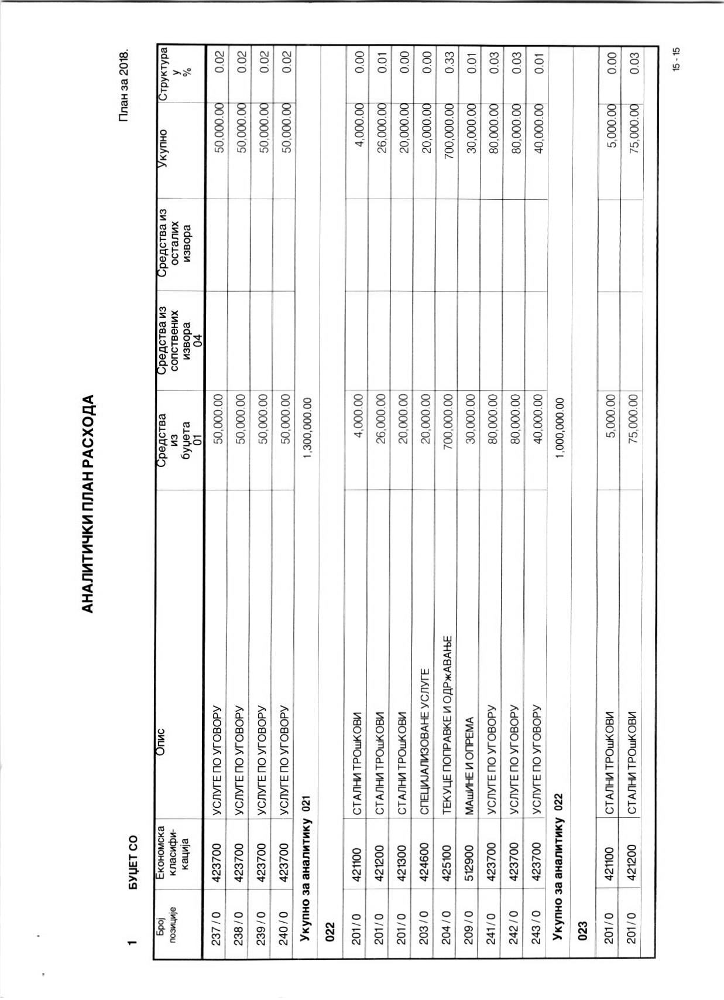 АНАЛИТИЧКИ ПЛАН РАСХОДА
План за 2018.
1 БУЏЕТ СО
Број позиције Економска класифи-кација Опис Средства из буџета 01 Средства из сопствених извора 04 Средства из осталих извора Укупно Структура у %
237 / 0 423700 УСЛУГЕ ПО УГОВОРУ 50,000.00 50,000.00 0.02
238 / 0 423700 УСЛУГЕ ПО УГОВОРУ 50,000.00 50,000.00 0.02
239 / 0 423700 УСЛУГЕ ПО УГОВОРУ 50,000.00 50,000.00 0.02
240 / 0 423700 УСЛУГЕ ПО УГОВОРУ 50,000.00 50,000.00 0.02
Укупно за аналитику 021 1,300,000.00
022
201 / 0 421100 СТАЛНИ ТРОшКОВИ 4,000.00 4,000.00 0.00
201 / 0 421200 СТАЛНИ ТРОшКОВИ 26,000.00 26,000.00 0.01
201 / 0 421300 СТАЛНИ ТРОшКОВИ 20,000.00 20,000.00 0.00
203 / 0 424600 СПЕЦИЈАЛИЗОВАНЕ УСЛУГЕ 20,000.00 20,000.00 0.00
204 / 0 425100 ТЕКУЦЕ ПОПРАВКЕ И ОДРжАВАЊЕ 700,000.00 700,000.00 0.33
209 / 0 512900 МАшИНЕ И ОПРЕМА 30,000.00 30,000.00 0.01
241 / 0 423700 УСЛУГЕ ПО УГОВОРУ 80,000.00 80,000.00 0.03
242 / 0 423700 УСЛУГЕ ПО УГОВОРУ 80,000.00 80,000.00 0.03
243 / 0 423700 УСЛУГЕ ПО УГОВОРУ 40,000.00 40,000.00 0.01
Укупно за аналитику 022 1,000,000.00
023
201 / 0 421100 СТАЛНИ ТРОшКОВИ 5,000.00 5,000.00 0.00
201 / 0 421200 СТАЛНИ ТРОшКОВИ 75,000.00 75,000.00 0.03
15 - 15